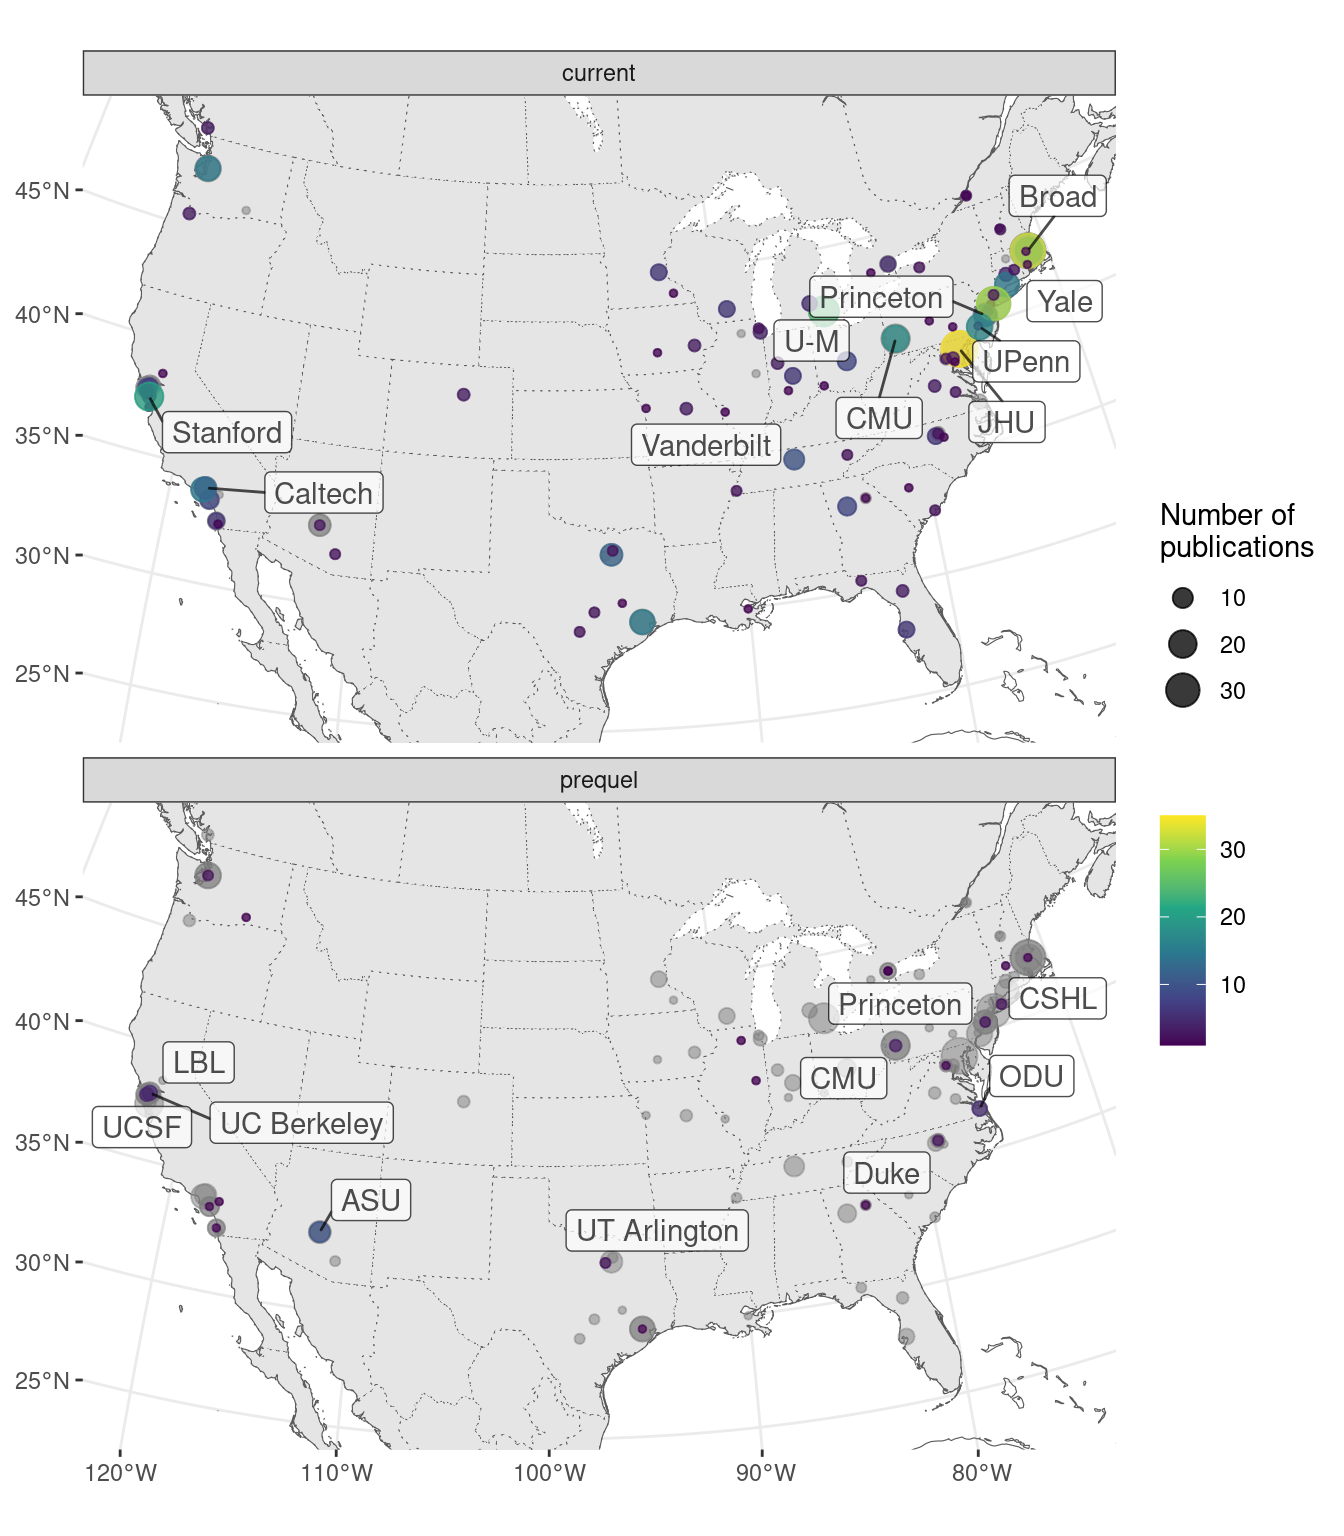 current
45°N
40°N
35°N
30°N
25°N
Broad
Princeton
Yale
U-M
UPenn
CMU
JHU
Stanford
Vanderbilt
Caltech
Number of
publications
10
20
30
30
20
10
prequel
45°N
40°N
35°N
30°N
25°N
Princeton
CSHL
LBL
CMU
ODU
UCSF
UC Berkeley
Duke
ASU
UT Arlington
120°W
110°W
100°W
90°W
80°W